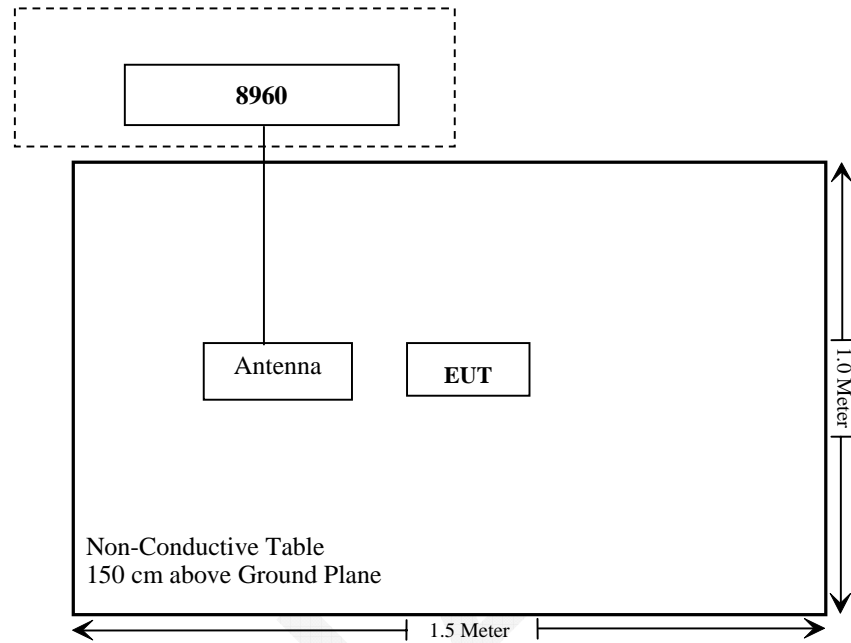 8960
Antenna
EUT
1.0 Meter
Non-Conductive Table
150 cm above Ground Plane
1.5 Meter